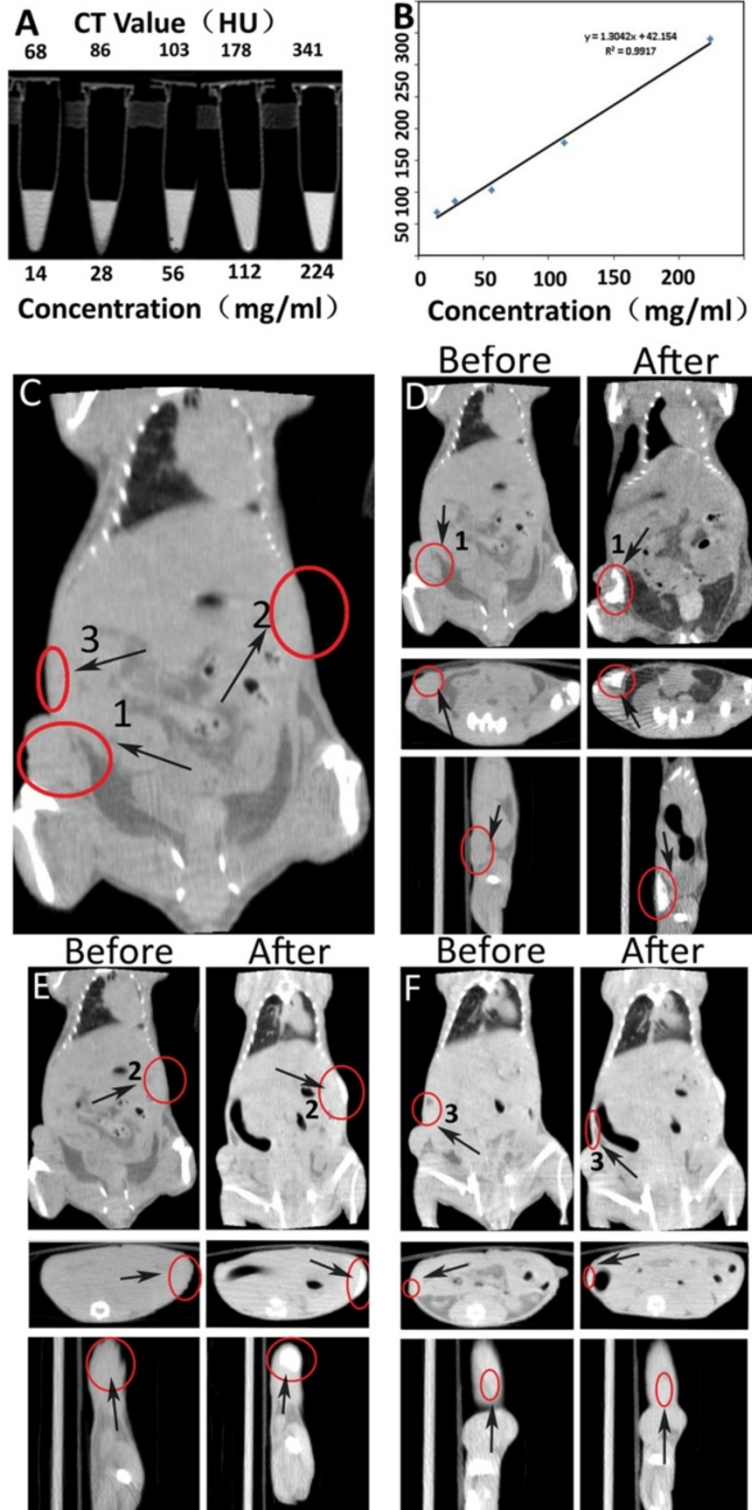 A
CT Value（HU）
68 86 103 178 341
14 28 56 112 224
Concentration（mg/ml）
B
y = 1.3042x + 42.154
R² = 0.9917
300
250
200
150
100
50
0 50 100 150 200
Concentration（mg/ml）
C
3
2
1
Before After
D
1
1
Before After
E
2
2
Before After
F
3
3